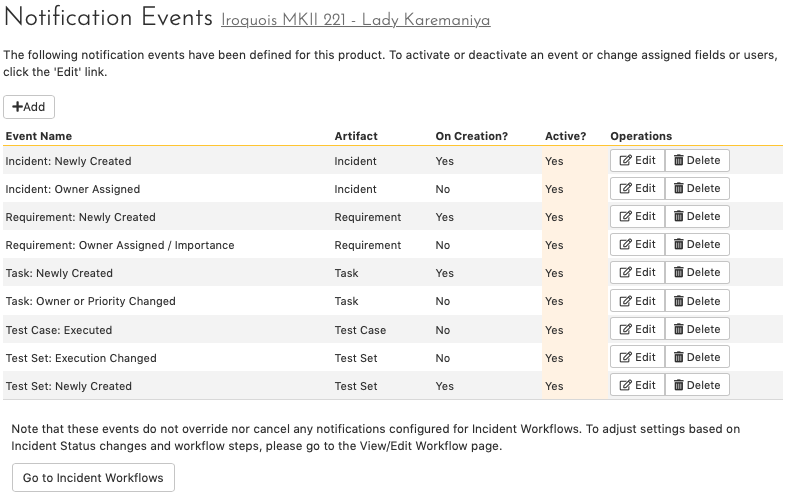 Notification Events Iroquois MKII 221 - Lady Karemaniya
The following notification events have been defined for this product. To activate or deactivate an event or change assigned fields or users,
click the 'Edit' link.
+Add
Event Name Artifact On Creation? Active? Operations
Incident: Newly Created Incident Yes Yes Edit Delete
Incident: Owner Assigned Incident No Yes Edit Delete
Requirement: Newly Created Requirement Yes Yes Edit Delete
Requirement: Owner Assigned / Importance Requirement No Yes Edit Delete
Task: Newly Created Task Yes Yes Edit Delete
Task: Owner or Priority Changed Task No Yes Edit Delete
Test Case: Executed Test Case No Yes Edit Delete
Test Set: Execution Changed Test Set No Yes Edit Delete
Test Set: Newly Created Test Set Yes Yes Edit Delete
Note that these events do not override nor cancel any notifications configured for Incident Workflows. To adjust settings based on
Incident Status changes and workflow steps, please go to the View/Edit Workflow page.
Go to Incident Workflows